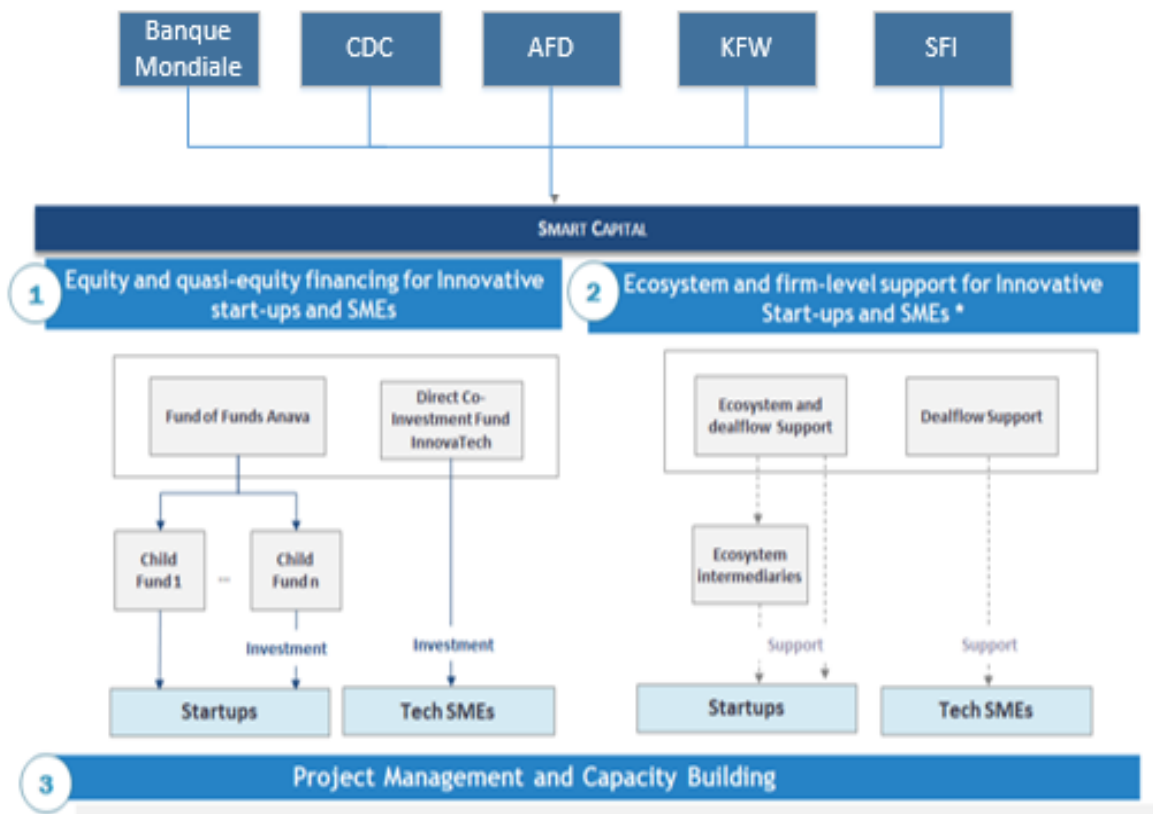 Banque
Mondiale
CDC
AFD
KFW
SFI
SMART CAPITAL
1
Equity and quasi-equity financing for Innovative
start-ups and SMEs
2
Ecosystem and firm-level support for Innovative
Start-ups and SMEs *
Fund of Funds Anava
Direct Co-
Investment Fund
InnovaTech
Ecosystem and
dealflow Support
Dealflow Support
Child
Fund 1
...
Child
Fund n
Ecosystem
intermediaries
Investment
Investment
Support
Support
Startups
Tech SMEs
Startups
Tech SMEs
3
Project Management and Capacity Building